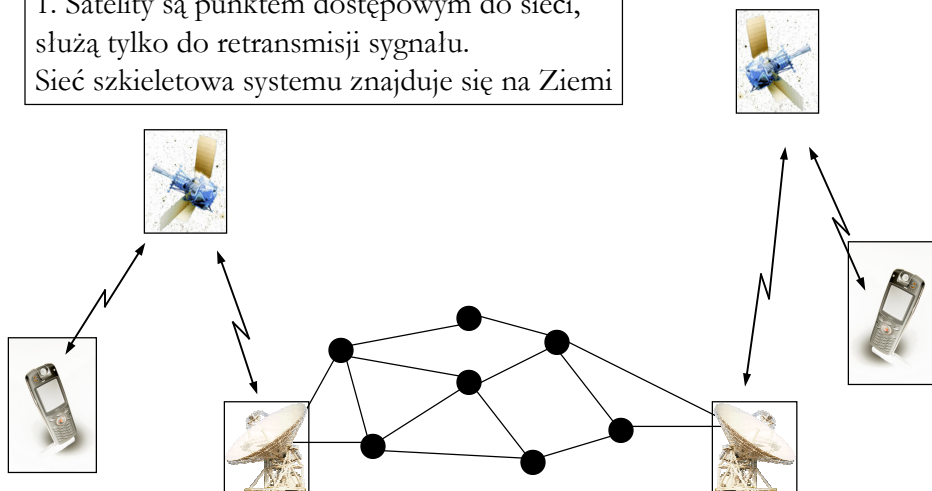 1. Satelity są punktem dostępowym do sieci,
służą tylko do retransmisji sygnału.
Sieć szkieletowa systemu znajduje się na Ziemi